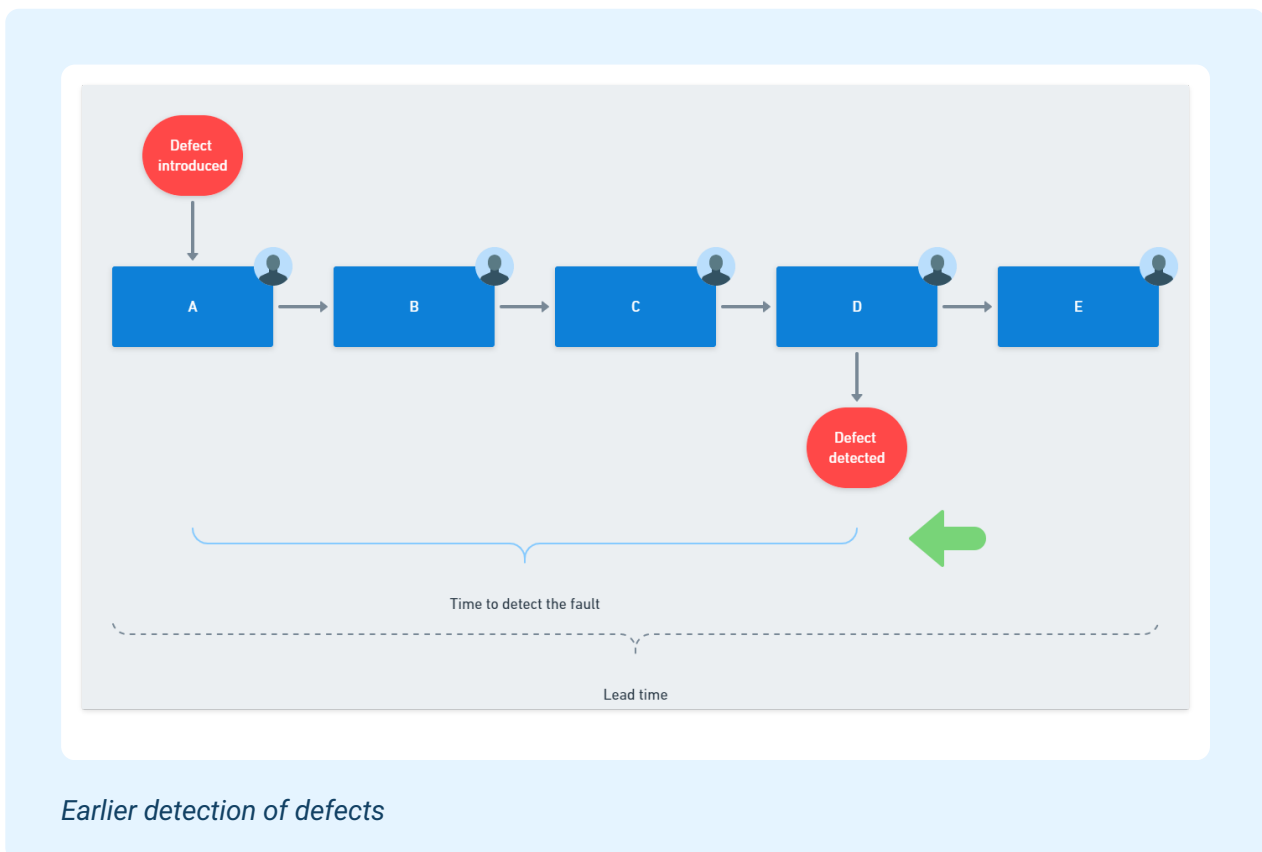 Defect
introduced
A
B
C
D
E
Defect
detected
Time to detect the fault
Lead time
Earlier detection of defects